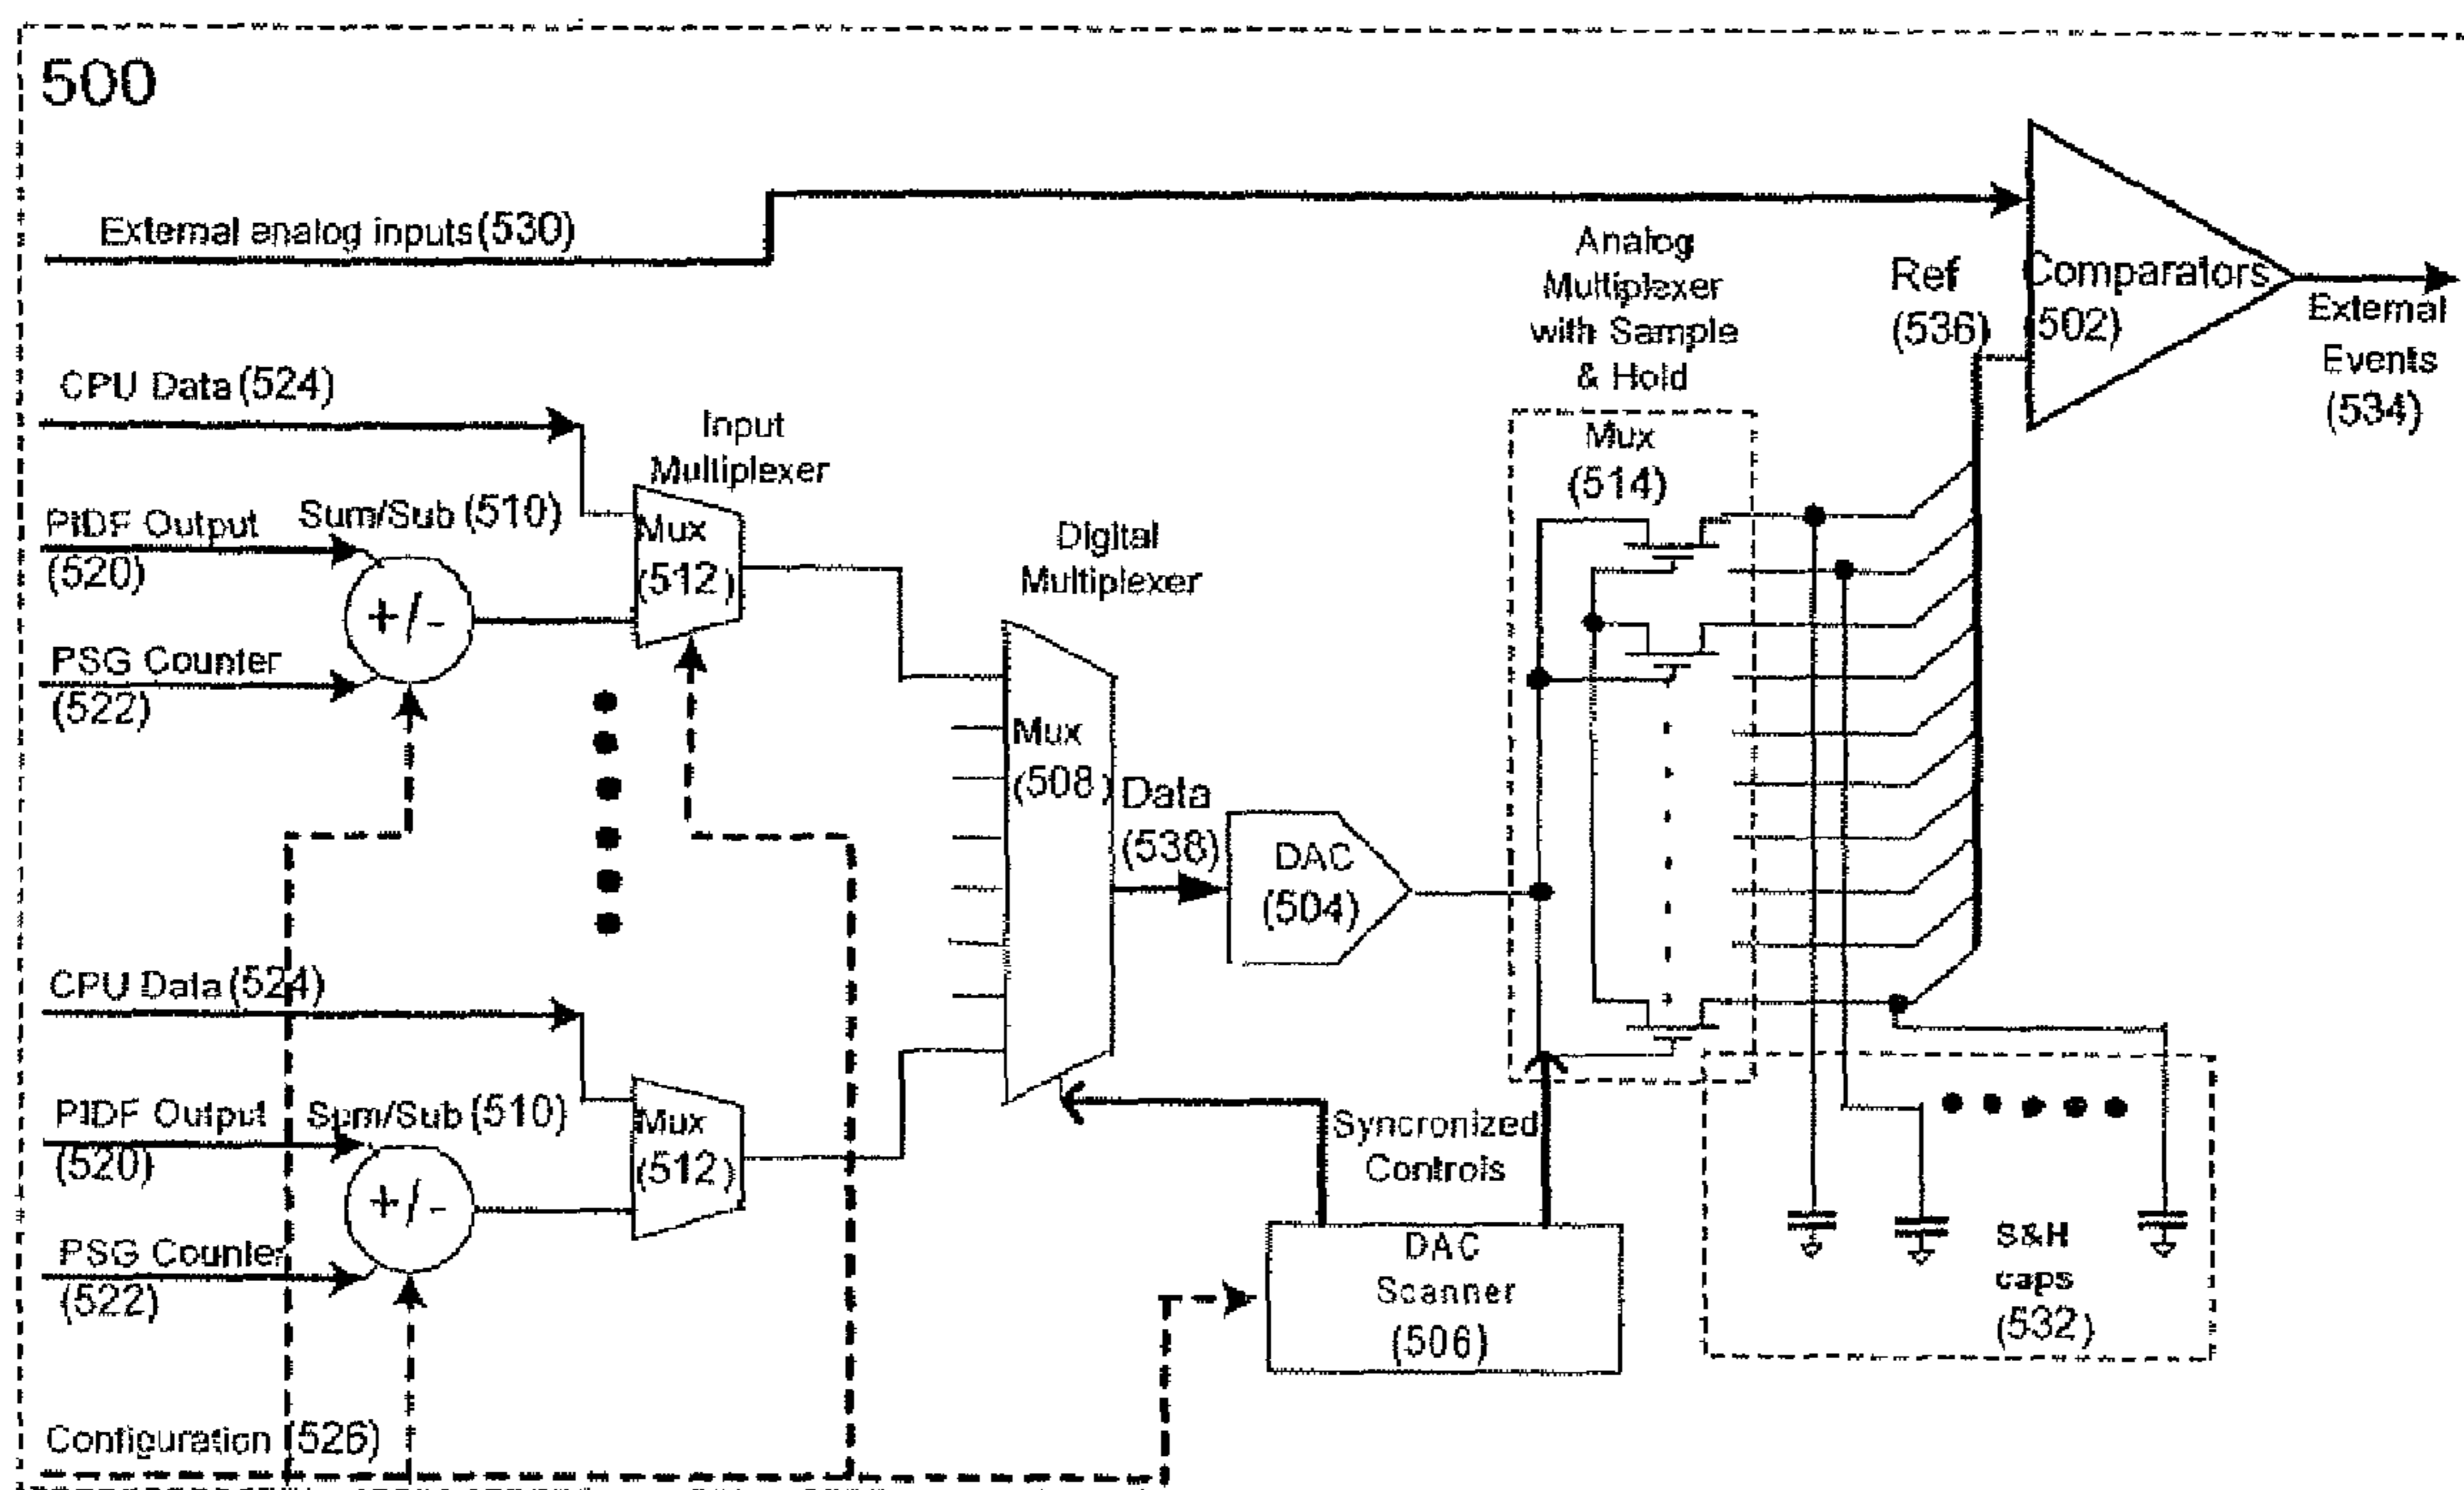 500
External analog inputs (530)
CPU Data (524)
PIDF Output
(520)
Sum/Sub (510)
+/-
PSG Counter
(522)
Input
Multiplexer
Mux
(512)
CPU Data (524)
PIDF Output
(520)
Sum/Sub (510)
+/-
PSG Counter
(522)
Mux
(512)
Configuration (526)
Digital
Multiplexer
Mux
(508)
Data
(538)
DAC
(504)
Syncronized
Controls
DAC
Scanner
(506)
Analog
Multiplexer
with Sample
& Hold
Mux
(514)
Ref
(536)
Comparators
(502)
External
Events
(534)
S&H
caps
(532)